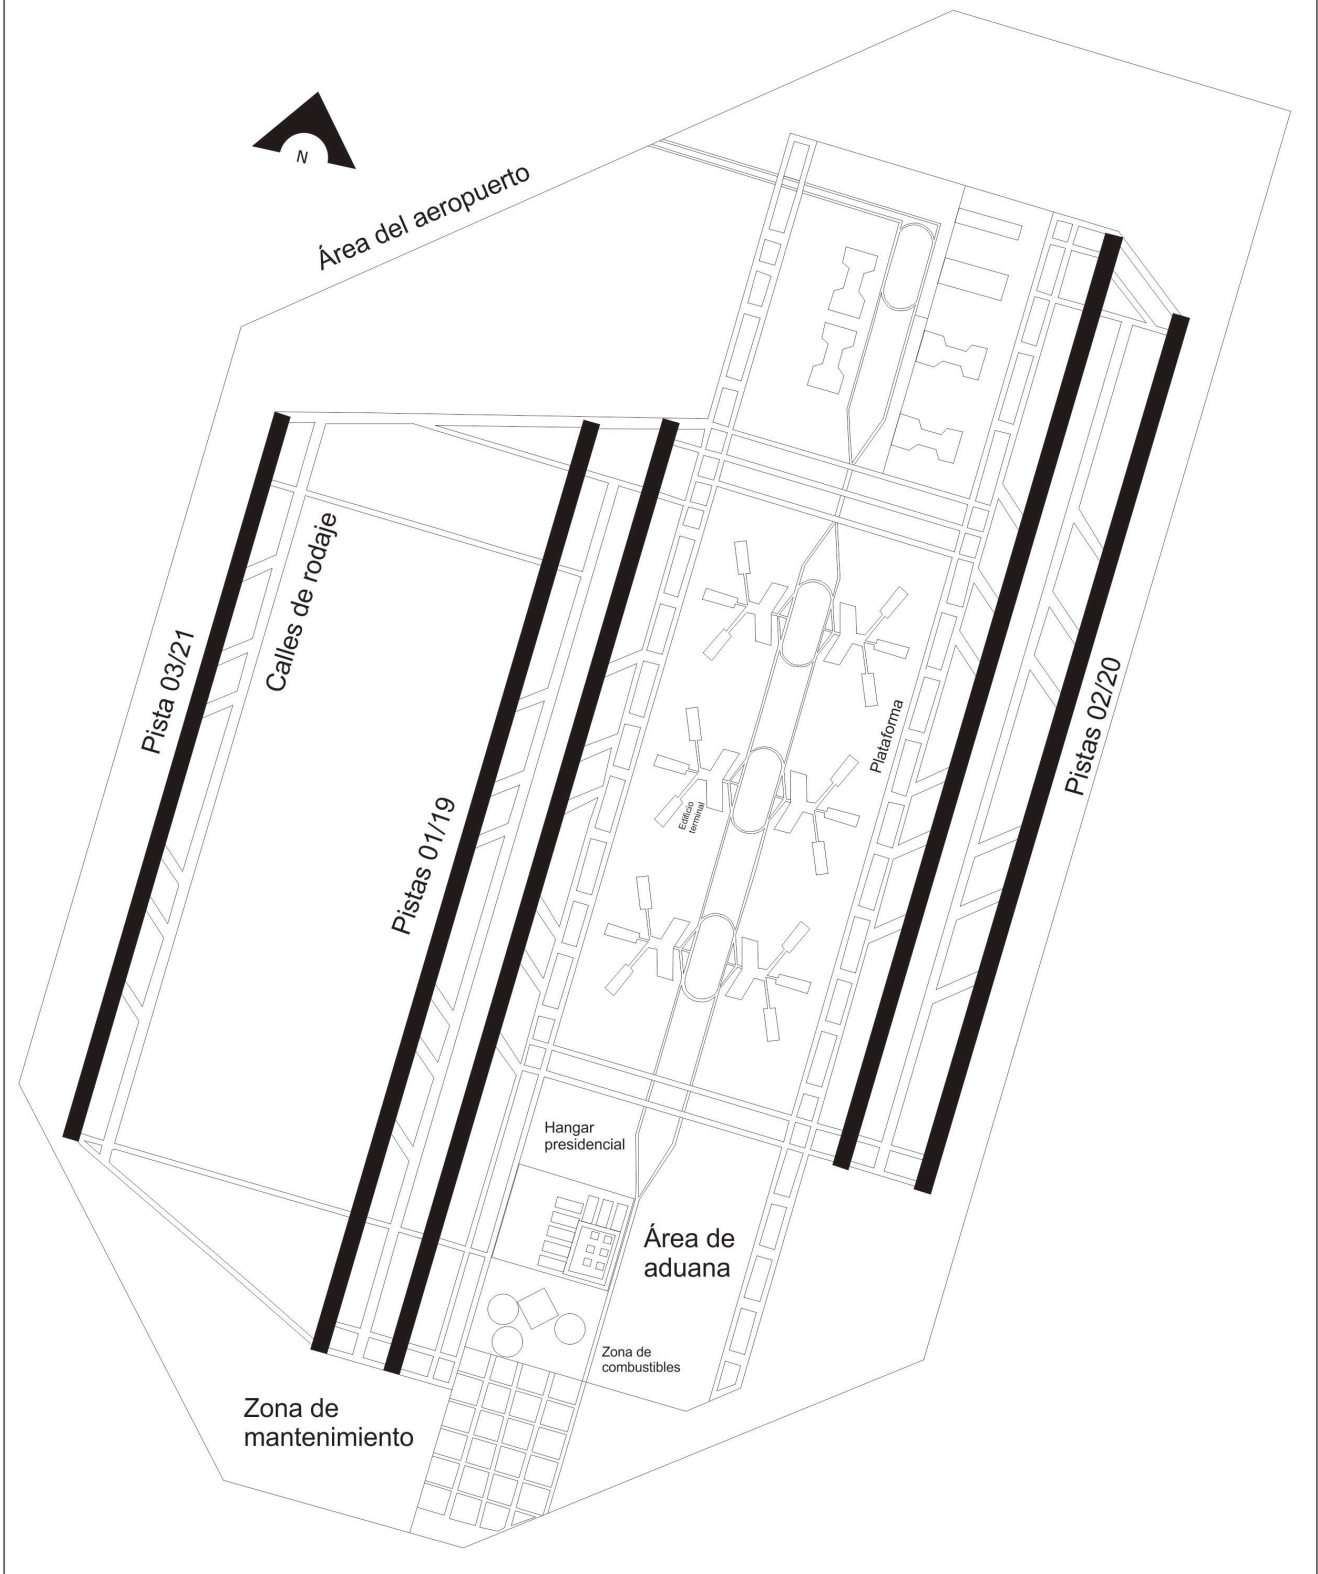 N
Área del aeropuerto
Calles de rodaje
Pista 03/21
Pistas 02/20
Plataforma
Pistas 01/19
Edificio
terminal
Hangar
presidencial
Área de
aduana
Zona de
combustibles
Zona de
mantenimiento